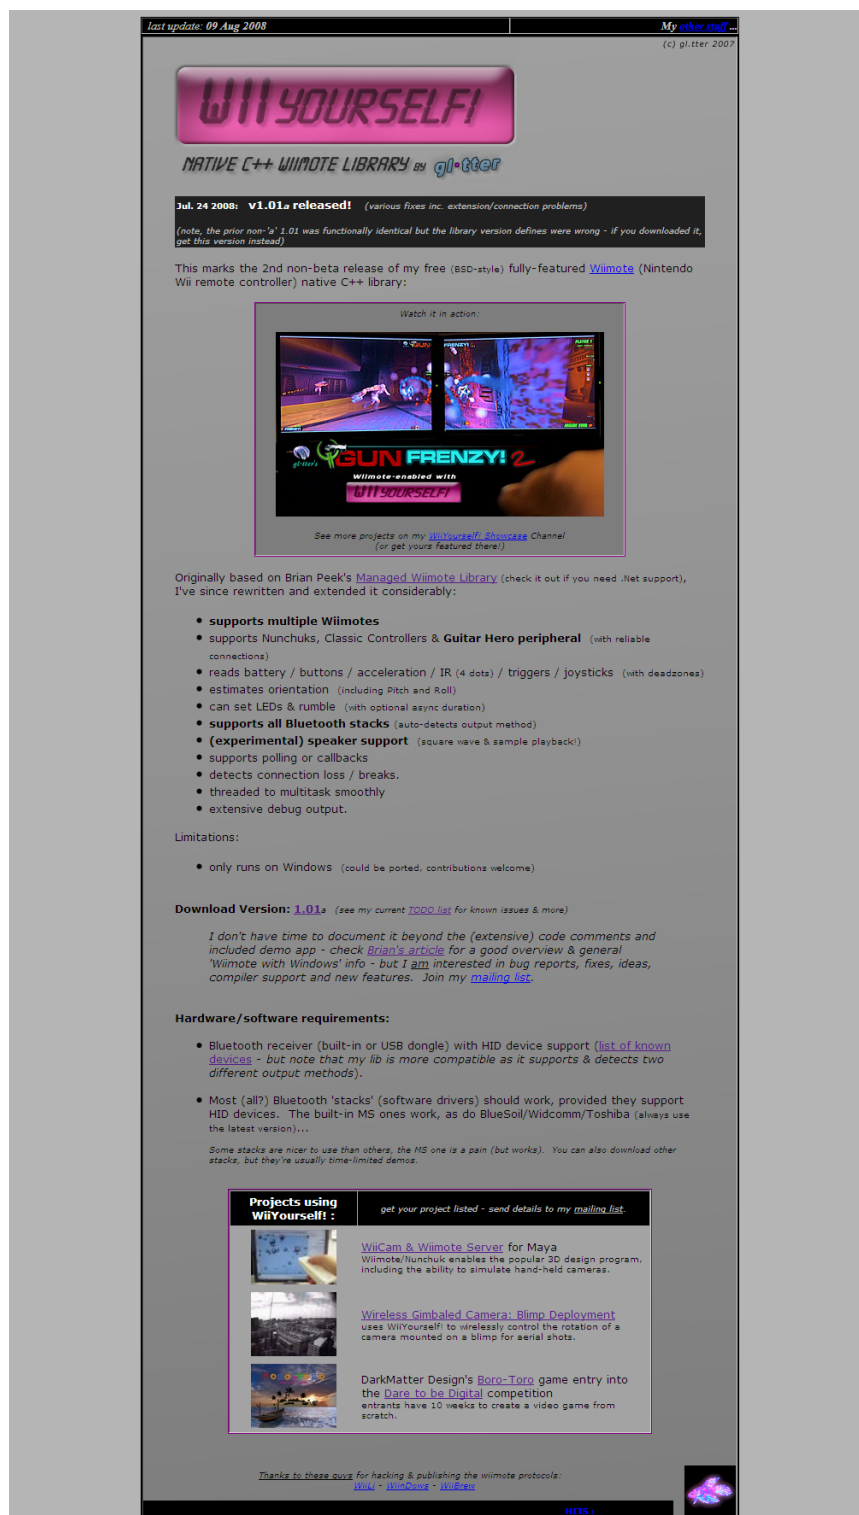 last update: 09 Aug 2008
My other stuff ...
(c) gl.tter 2007
WII YOURSELF!
NATIVE C++ WIIMOTE LIBRARY BY gl•tter
Jul. 24 2008: v1.01a released! (various fixes inc. extension/connection problems)
(note, the prior non-'a' 1.01 was functionally identical but the library version defines were wrong - if you downloaded it,
get this version instead)
This marks the 2nd non-beta release of my free (BSD-style) fully-featured Wiimote (Nintendo
Wii remote controller) native C++ library:
Watch it in action:
gl•tter's GUN FRENZY! 2
Wiimote-enabled with
WII YOURSELF!
See more projects on my WiiYourself! Showcase Channel
(or get yours featured there!)
Originally based on Brian Peek's Managed Wiimote Library (check it out if you need .Net support),
I've since rewritten and extended it considerably:
• supports multiple Wiimotes
• supports Nunchuks, Classic Controllers & Guitar Hero peripheral (with reliable
connections)
• reads battery / buttons / acceleration / IR (4 dots) / triggers / joysticks (with deadzones)
• estimates orientation (including Pitch and Roll)
• can set LEDs & rumble (with optional async duration)
• supports all Bluetooth stacks (auto-detects output method)
• (experimental) speaker support (square wave & sample playback!)
• supports polling or callbacks
• detects connection loss / breaks.
• threaded to multitask smoothly
• extensive debug output.
Limitations:
• only runs on Windows (could be ported, contributions welcome)
Download Version: 1.01a (see my current TODO list for known issues & more)
I don't have time to document it beyond the (extensive) code comments and
included demo app - check Brian's article for a good overview & general
'Wiimote with Windows' info - but I am interested in bug reports, fixes, ideas,
compiler support and new features. Join my mailing list.
Hardware/software requirements:
• Bluetooth receiver (built-in or USB dongle) with HID device support (list of known
devices - but note that my lib is more compatible as it supports & detects two
different output methods).
• Most (all?) Bluetooth 'stacks' (software drivers) should work, provided they support
HID devices. The built-in MS ones work, as do BlueSoil/Widcomm/Toshiba (always use
the latest version)...
Some stacks are nicer to use than others, the MS one is a pain (but works). You can also download other
stacks, but they're usually time-limited demos.
Projects using
WiiYourself! :
get your project listed - send details to my mailing list.
WiiCam & Wiimote Server for Maya
Wiimote/Nunchuk enables the popular 3D design program,
including the ability to simulate hand-held cameras.
Wireless Gimbaled Camera: Blimp Deployment
uses WiiYourself! to wirelessly control the rotation of a
camera mounted on a blimp for aerial shots.
DarkMatter Design's Boro-Toro game entry into
the Dare to be Digital competition
entrants have 10 weeks to create a video game from
scratch.
Thanks to these guys for hacking & publishing the wiimote protocols:
WiiLi - WiinDows - WiiBrew
HITS :